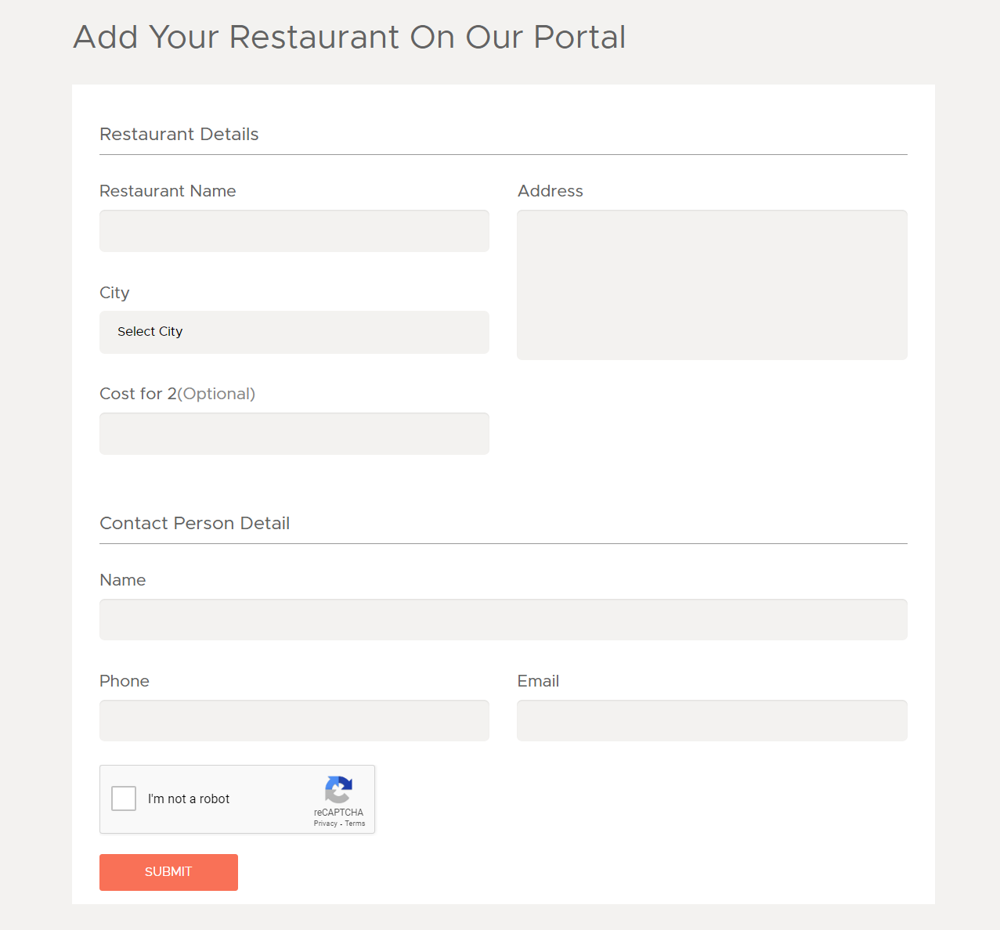 Add Your Restaurant On Our Portal
Restaurant Details
Restaurant Name
Address
City
Select City
Cost for 2(Optional)
Contact Person Detail
Name
Phone
Email
I'm not a robot
reCAPTCHA
Privacy - Terms
SUBMIT